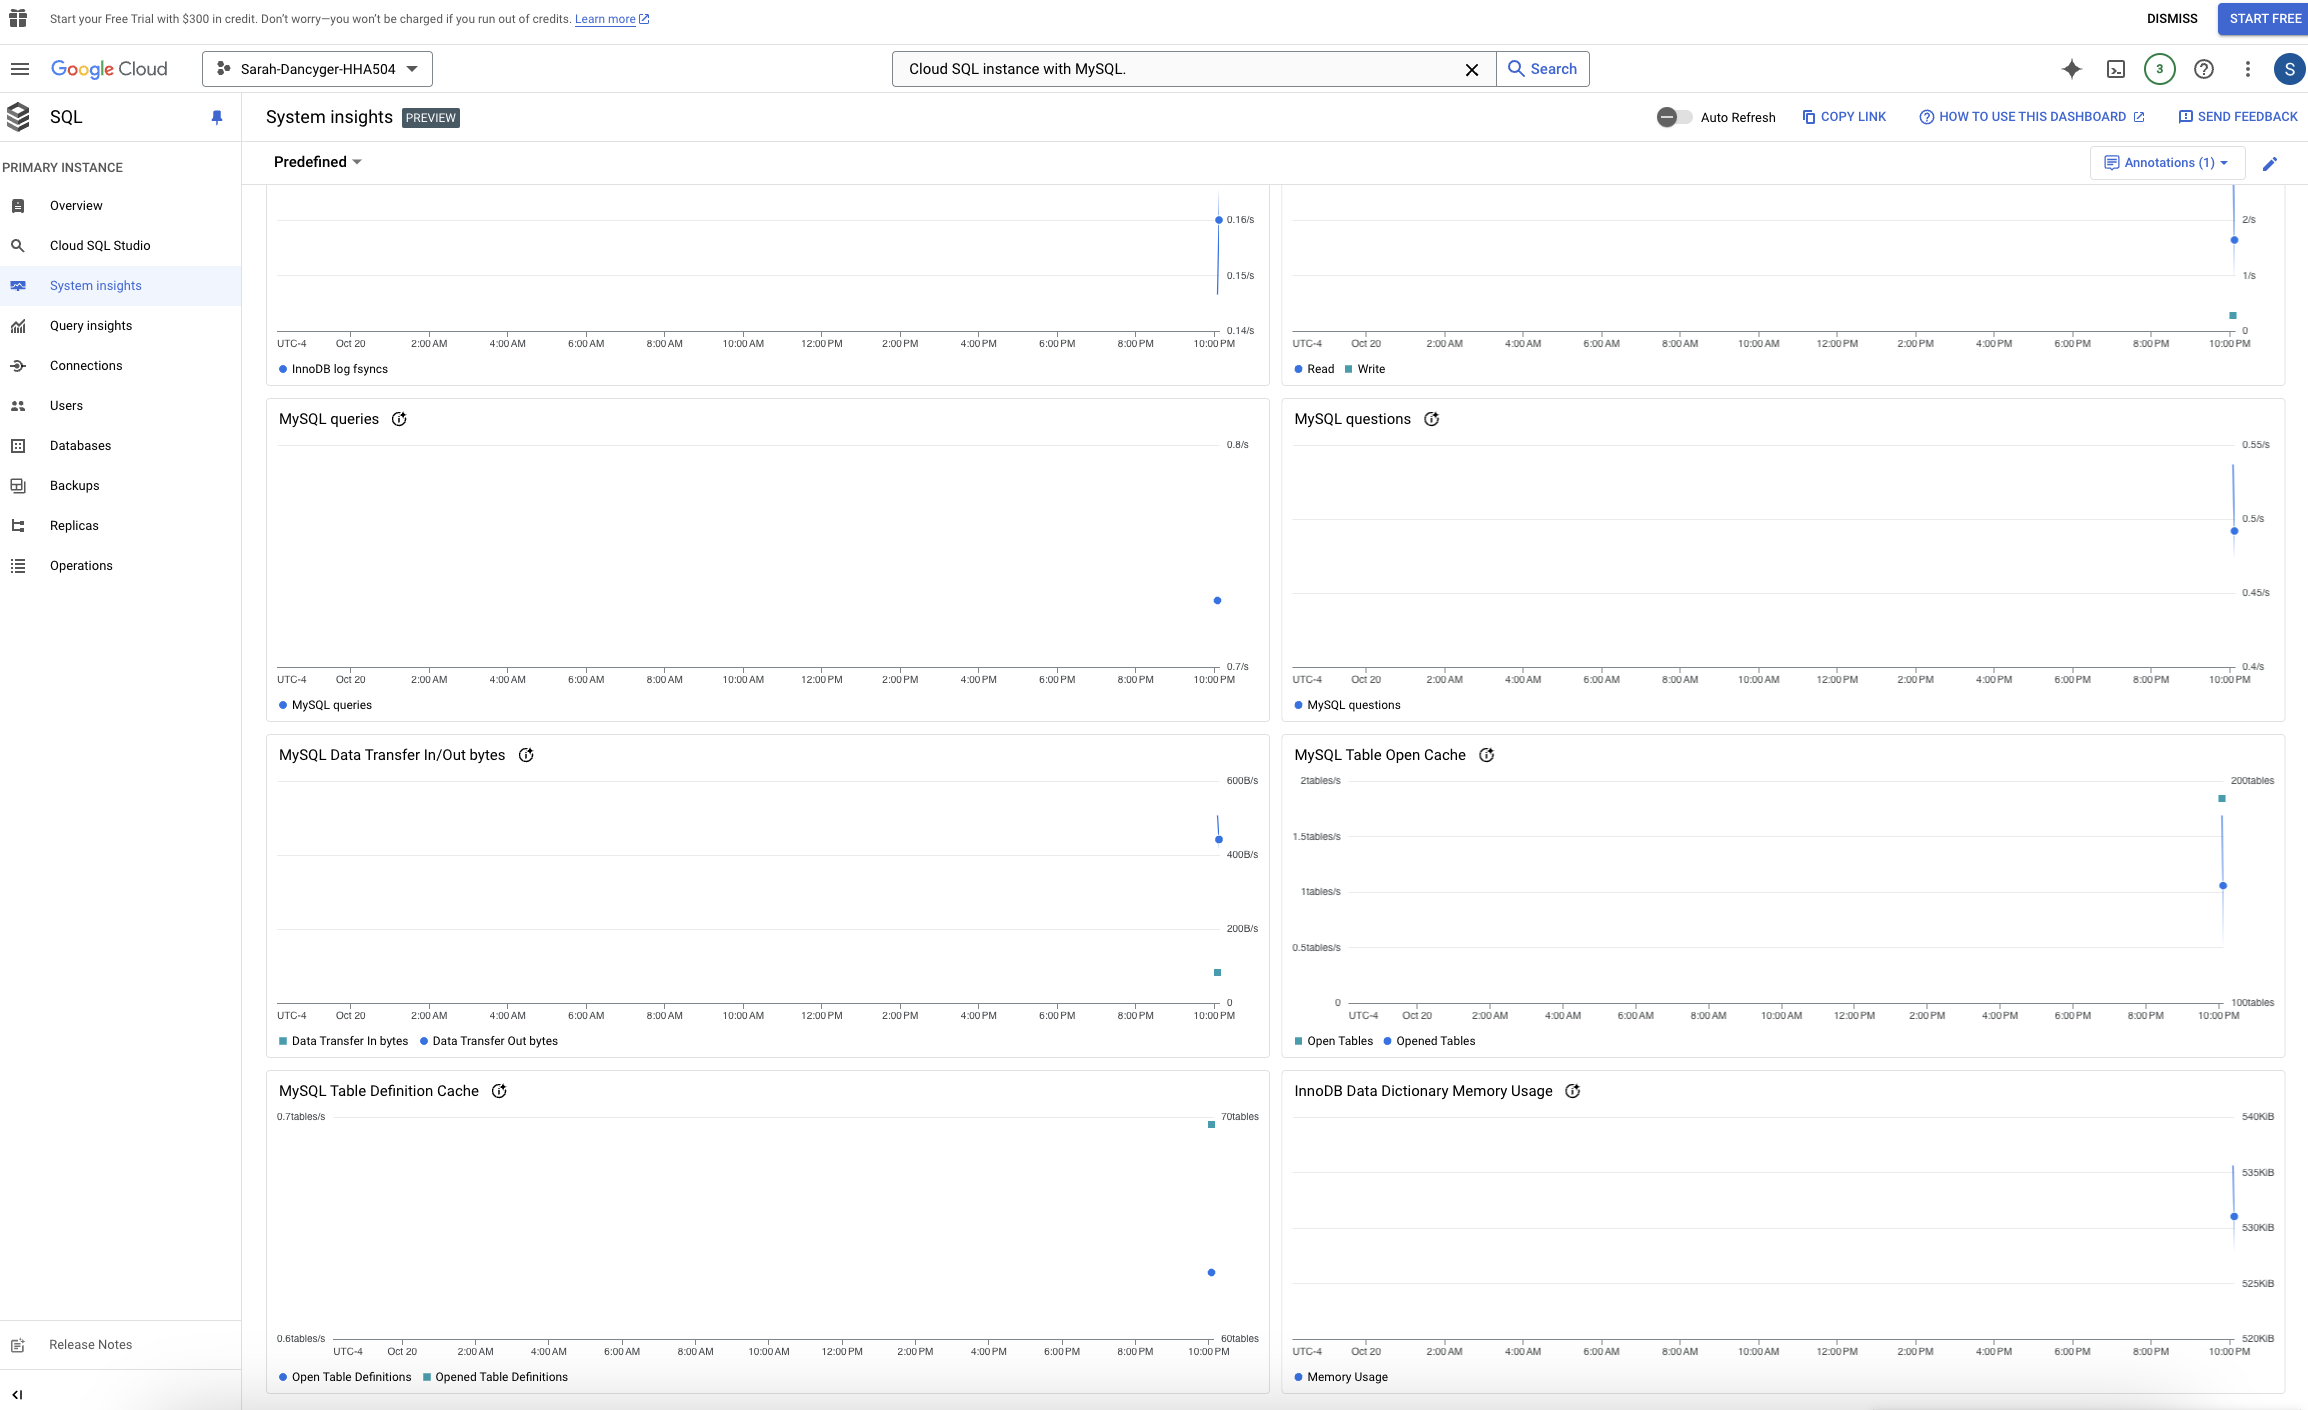 Start your Free Trial with $300 in credit. Don't worry—you won't be charged if you run out of credits. Learn more
DISMISS
START FREE
Google Cloud
Sarah-Dancyger-HHA504
Cloud SQL instance with MySQL.
Search
3
S
SQL
System insights
PREVIEW
Auto Refresh
COPY LINK
HOW TO USE THIS DASHBOARD
SEND FEEDBACK
Predefined
Annotations (1)
PRIMARY INSTANCE
Overview
Cloud SQL Studio
System insights
Query insights
Connections
Users
Databases
Backups
Replicas
Operations
Release Notes
0.16/s
0.15/s
0.14/s
UTC-4 Oct 20 2:00 AM 4:00 AM 6:00 AM 8:00 AM 10:00 AM 12:00 PM 2:00 PM 4:00 PM 6:00 PM 8:00 PM 10:00 PM
InnoDB log fsyncs
2/s
1/s
0
UTC-4 Oct 20 2:00 AM 4:00 AM 6:00 AM 8:00 AM 10:00 AM 12:00 PM 2:00 PM 4:00 PM 6:00 PM 8:00 PM 10:00 PM
Read Write
MySQL queries
0.8/s
0.7/s
UTC-4 Oct 20 2:00 AM 4:00 AM 6:00 AM 8:00 AM 10:00 AM 12:00 PM 2:00 PM 4:00 PM 6:00 PM 8:00 PM 10:00 PM
MySQL queries
MySQL questions
0.55/s
0.5/s
0.45/s
0.4/s
UTC-4 Oct 20 2:00 AM 4:00 AM 6:00 AM 8:00 AM 10:00 AM 12:00 PM 2:00 PM 4:00 PM 6:00 PM 8:00 PM 10:00 PM
MySQL questions
MySQL Data Transfer In/Out bytes
600B/s
400B/s
200B/s
0
UTC-4 Oct 20 2:00 AM 4:00 AM 6:00 AM 8:00 AM 10:00 AM 12:00 PM 2:00 PM 4:00 PM 6:00 PM 8:00 PM 10:00 PM
Data Transfer In bytes Data Transfer Out bytes
MySQL Table Open Cache
2tables/s 200tables
1.5tables/s
1tables/s
0.5tables/s
0 100tables
UTC-4 Oct 20 2:00 AM 4:00 AM 6:00 AM 8:00 AM 10:00 AM 12:00 PM 2:00 PM 4:00 PM 6:00 PM 8:00 PM 10:00 PM
Open Tables Opened Tables
MySQL Table Definition Cache
0.7tables/s 70tables
0.6tables/s 60tables
UTC-4 Oct 20 2:00 AM 4:00 AM 6:00 AM 8:00 AM 10:00 AM 12:00 PM 2:00 PM 4:00 PM 6:00 PM 8:00 PM 10:00 PM
Open Table Definitions Opened Table Definitions
InnoDB Data Dictionary Memory Usage
540KiB
535KiB
530KiB
525KiB
520KiB
UTC-4 Oct 20 2:00 AM 4:00 AM 6:00 AM 8:00 AM 10:00 AM 12:00 PM 2:00 PM 4:00 PM 6:00 PM 8:00 PM 10:00 PM
Memory Usage